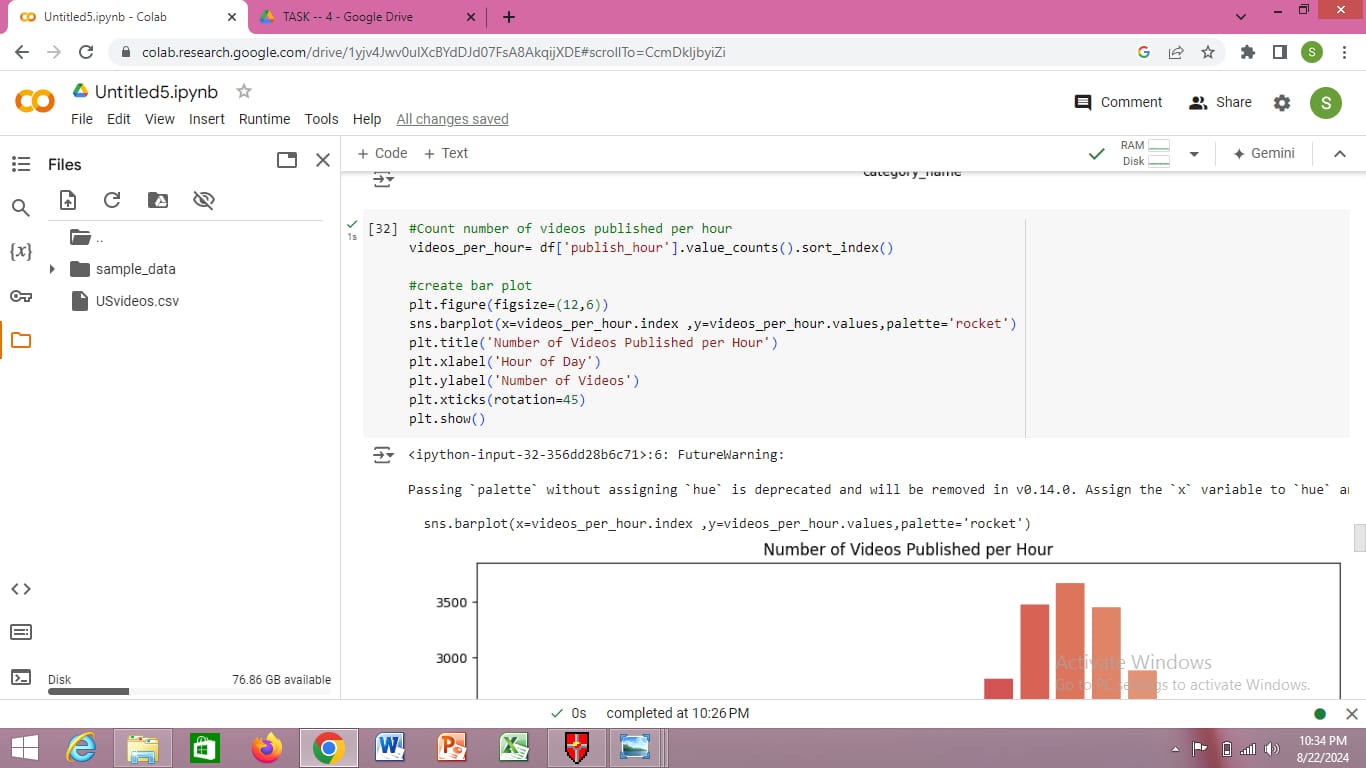 Untitled5.ipynb - Colab
TASK -- 4 - Google Drive
colab.research.google.com/drive/1yjv4Jwv0uIXcBYdDJd07FsA8AkqijXDE#scrollTo=CcmDkIjbyiZi
G
S
CO
Untitled5.ipynb
Comment
Share
S
File Edit View Insert Runtime Tools Help All changes saved
Files
+ Code + Text
RAM
Disk
Gemini
category_name
..
{x}
sample_data
USvideos.csv
1s
[32] #Count number of videos published per hour
videos_per_hour= df['publish_hour'].value_counts().sort_index()
#create bar plot
plt.figure(figsize=(12,6))
sns.barplot(x=videos_per_hour.index ,y=videos_per_hour.values,palette='rocket')
plt.title('Number of Videos Published per Hour')
plt.xlabel('Hour of Day')
plt.ylabel('Number of Videos')
plt.xticks(rotation=45)
plt.show()
<ipython-input-32-356dd28b6c71>:6: FutureWarning:
Passing `palette` without assigning `hue` is deprecated and will be removed in v0.14.0. Assign the `x` variable to `hue`
sns.barplot(x=videos_per_hour.index ,y=videos_per_hour.values,palette='rocket')
Number of Videos Published per Hour
3500
3000
Activate Windows
Go to PC settings to activate Windows.
Disk
76.86 GB available
0s completed at 10:26 PM
10:34 PM
8/22/2024